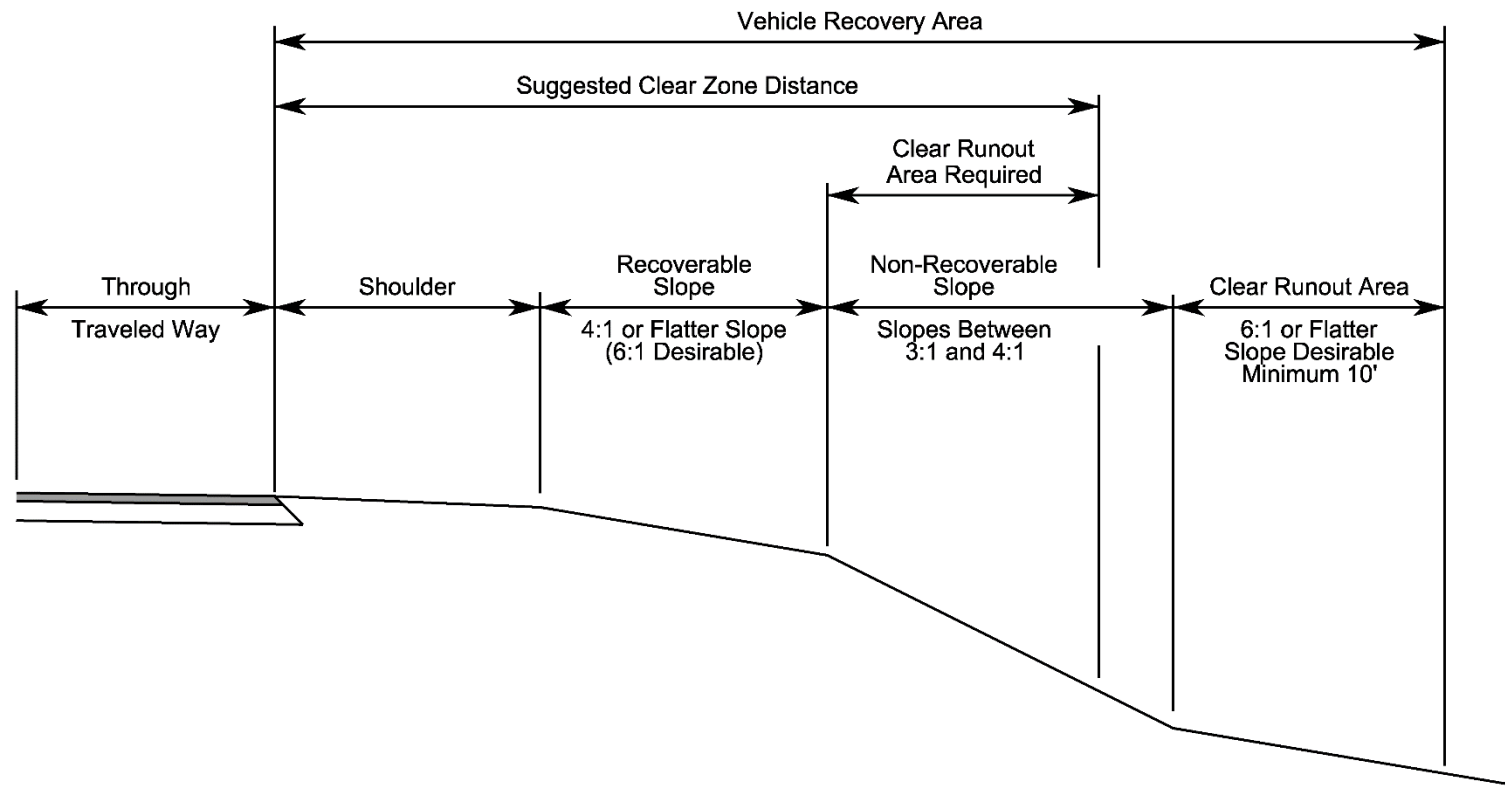 Vehicle Recovery Area
Suggested Clear Zone Distance
Clear Runout
Area Required
Through
Traveled Way
Shoulder
Recoverable
Slope
4:1 or Flatter Slope
(6:1 Desirable)
Non-Recoverable
Slope
Slopes Between
3:1 and 4:1
Clear Runout Area
6:1 or Flatter
Slope Desirable
Minimum 10'